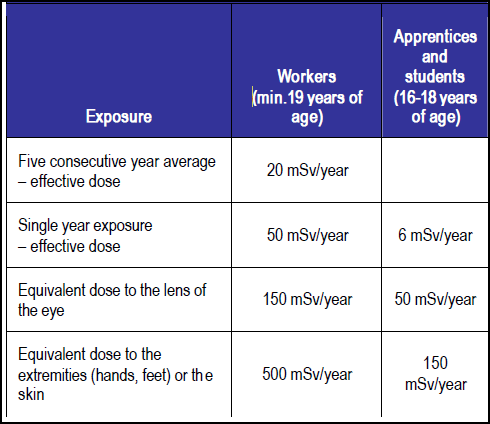 Exposure
Workers
(min.19 years of
age)
Apprentices
and
students
(16-18 years
of age)
Five consecutive year average
– effective dose
20 mSv/year
Single year exposure
– effective dose
50 mSv/year
6 mSv/year
Equivalent dose to the lens of
the eye
150 mSv/year
50 mSv/year
Equivalent dose to the
extremities (hands, feet) or the
skin
500 mSv/year
150
mSv/year